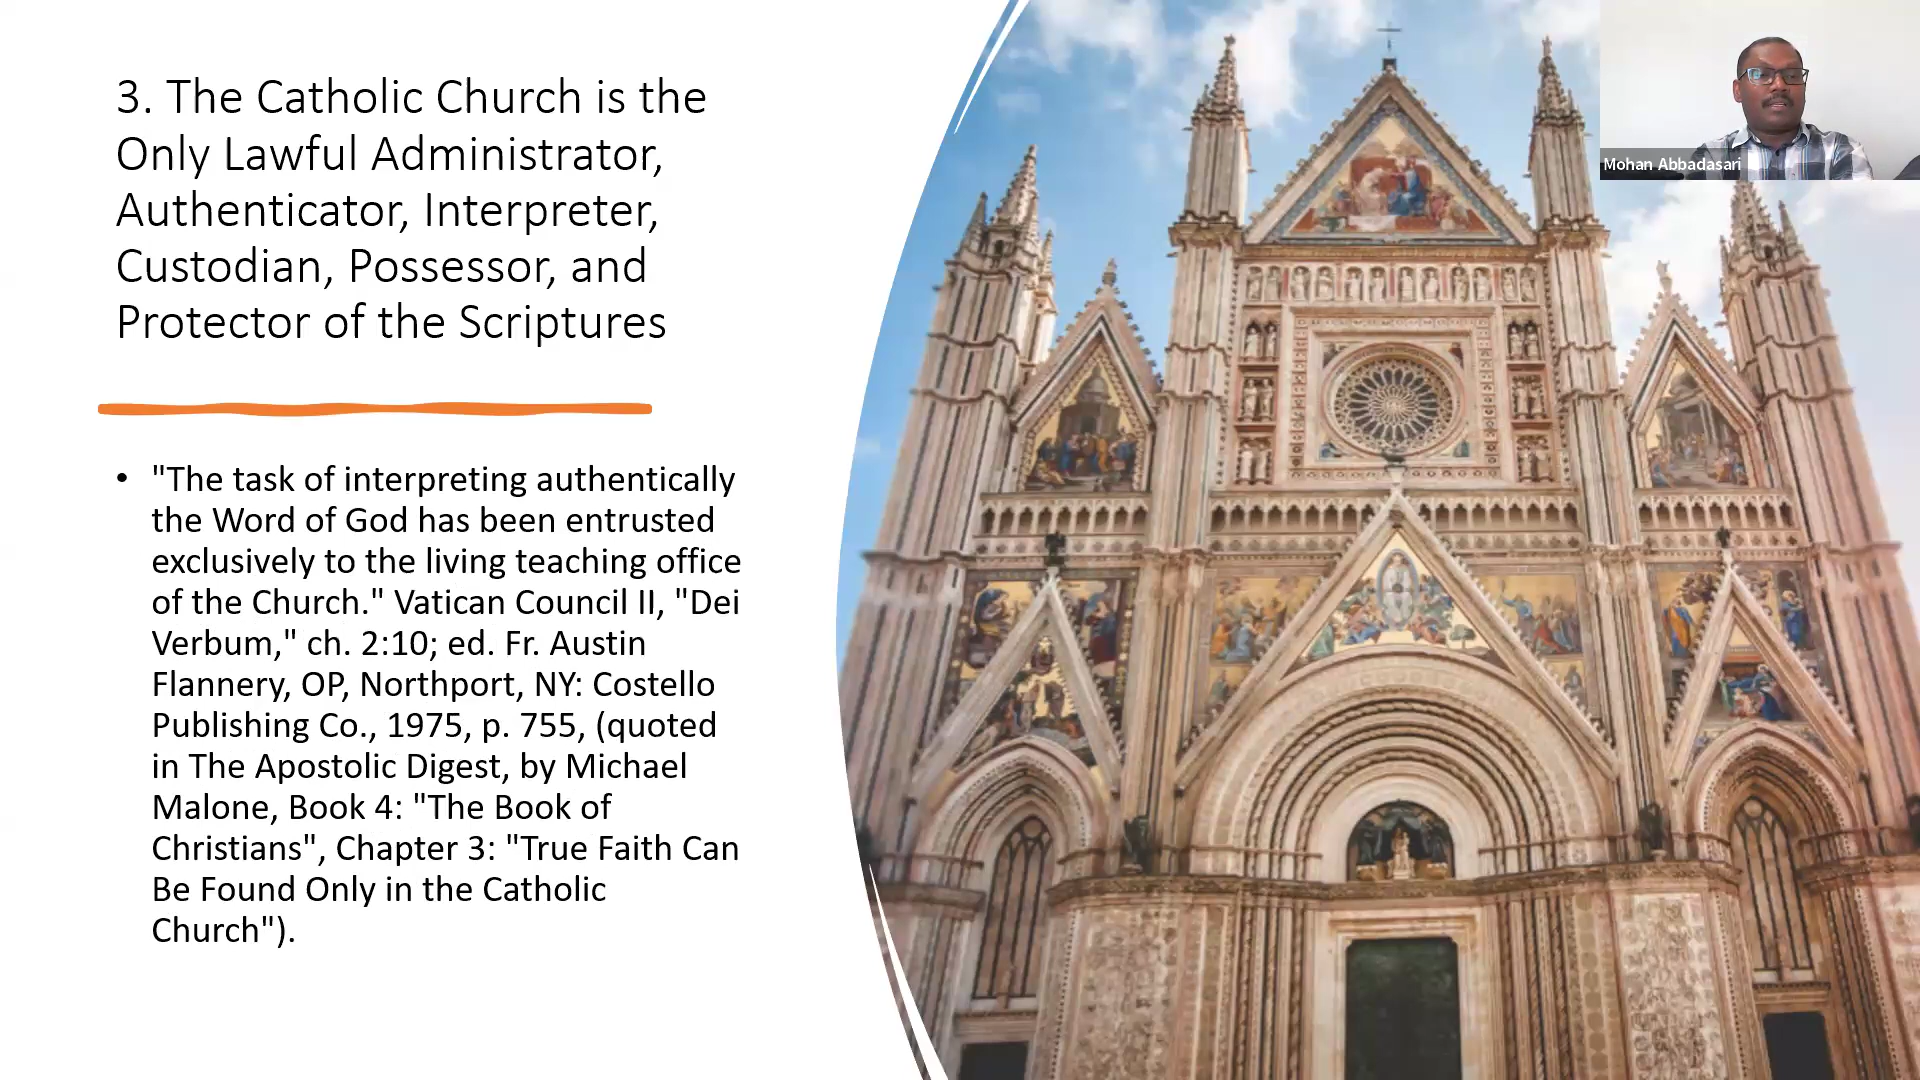 3. The Catholic Church is the
Only Lawful Administrator,
Authenticator, Interpreter,
Custodian, Possessor, and
Protector of the Scriptures
• "The task of interpreting authentically
the Word of God has been entrusted
exclusively to the living teaching office
of the Church." Vatican Council II, "Dei
Verbum," ch. 2:10; ed. Fr. Austin
Flannery, OP, Northport, NY: Costello
Publishing Co., 1975, p. 755, (quoted
in The Apostolic Digest, by Michael
Malone, Book 4: "The Book of
Christians", Chapter 3: "True Faith Can
Be Found Only in the Catholic
Church").
Mohan Abbadasari